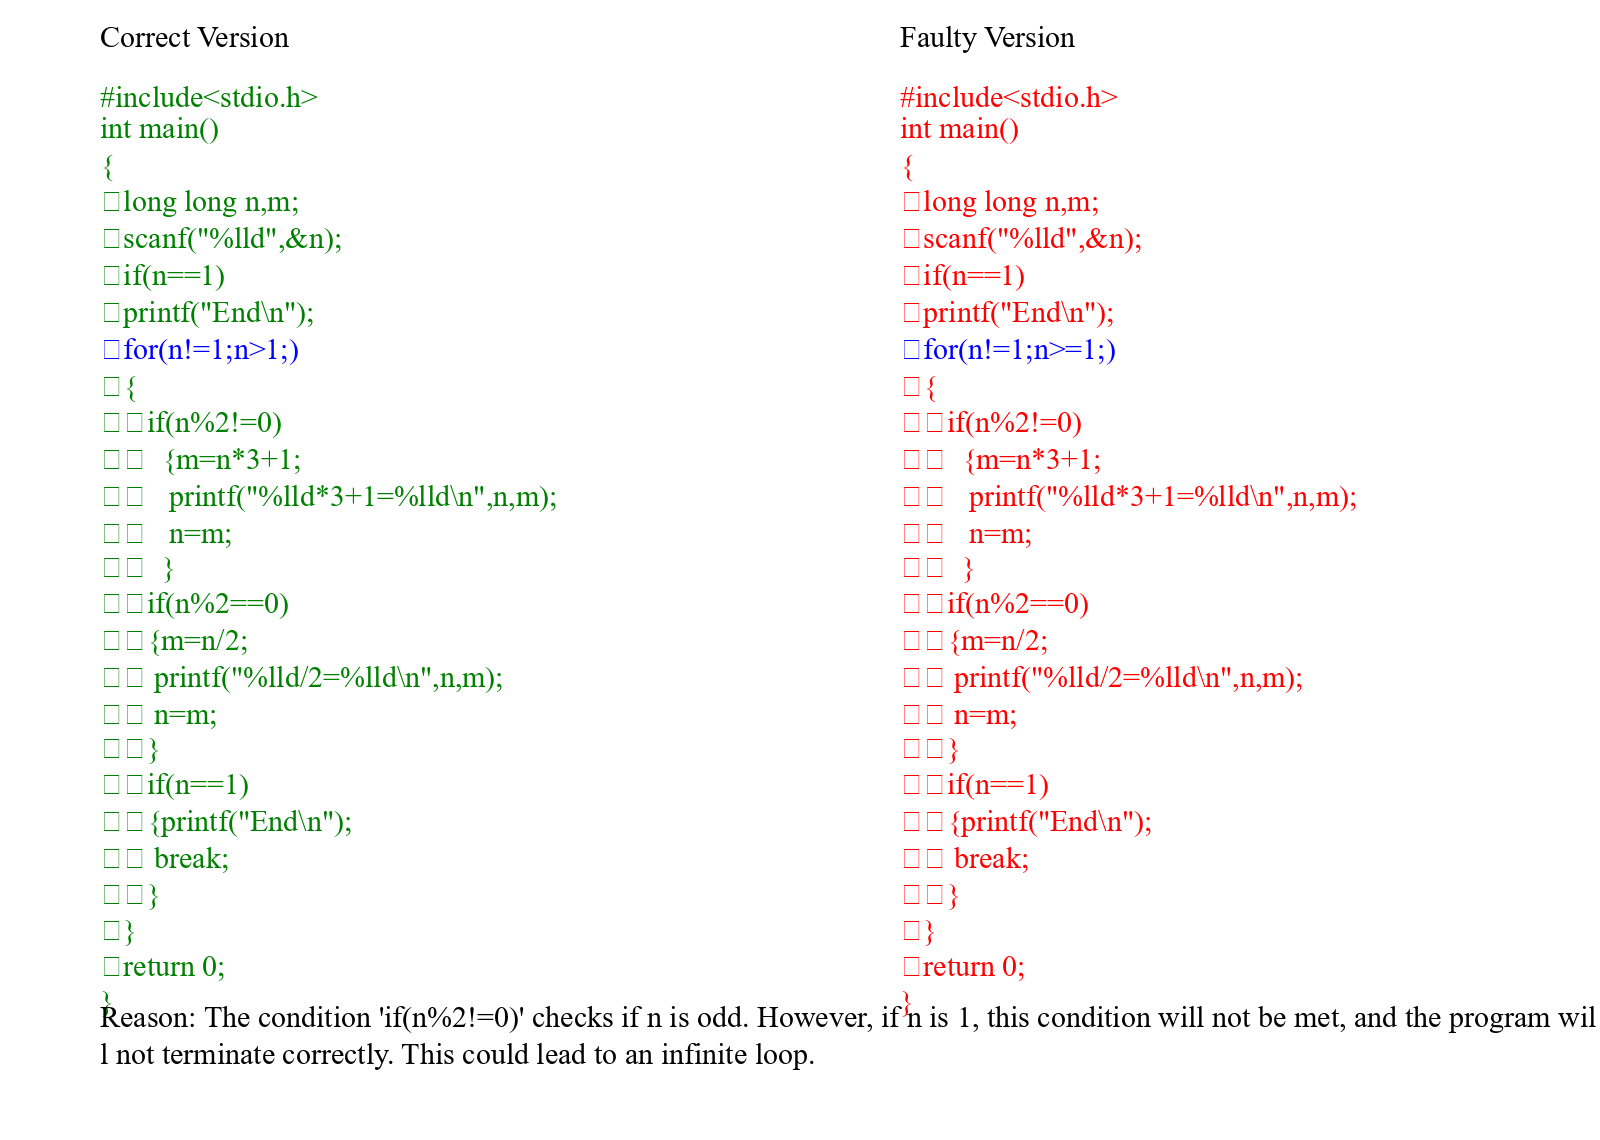 Correct Version
#include<stdio.h>
int main()
{
□long long n,m;
□scanf("%lld",&n);
□if(n==1)
□printf("End\n");
□for(n!=1;n>1;)
□{
□□if(n%2!=0)
□□  {m=n*3+1;
□□   printf("%lld*3+1=%lld\n",n,m);
□□   n=m;
□□  }
□□if(n%2==0)
□□{m=n/2;
□□ printf("%lld/2=%lld\n",n,m);
□□ n=m;
□□}
□□if(n==1)
□□{printf("End\n");
□□ break;
□□}
□}
□return 0;
}
Faulty Version
#include<stdio.h>
int main()
{
□long long n,m;
□scanf("%lld",&n);
□if(n==1)
□printf("End\n");
□for(n!=1;n>=1;)
□{
□□if(n%2!=0)
□□  {m=n*3+1;
□□   printf("%lld*3+1=%lld\n",n,m);
□□   n=m;
□□  }
□□if(n%2==0)
□□{m=n/2;
□□ printf("%lld/2=%lld\n",n,m);
□□ n=m;
□□}
□□if(n==1)
□□{printf("End\n");
□□ break;
□□}
□}
□return 0;
}
Reason: The condition 'if(n%2!=0)' checks if n is odd. However, if n is 1, this condition will not be met, and the program wil
l not terminate correctly. This could lead to an infinite loop.